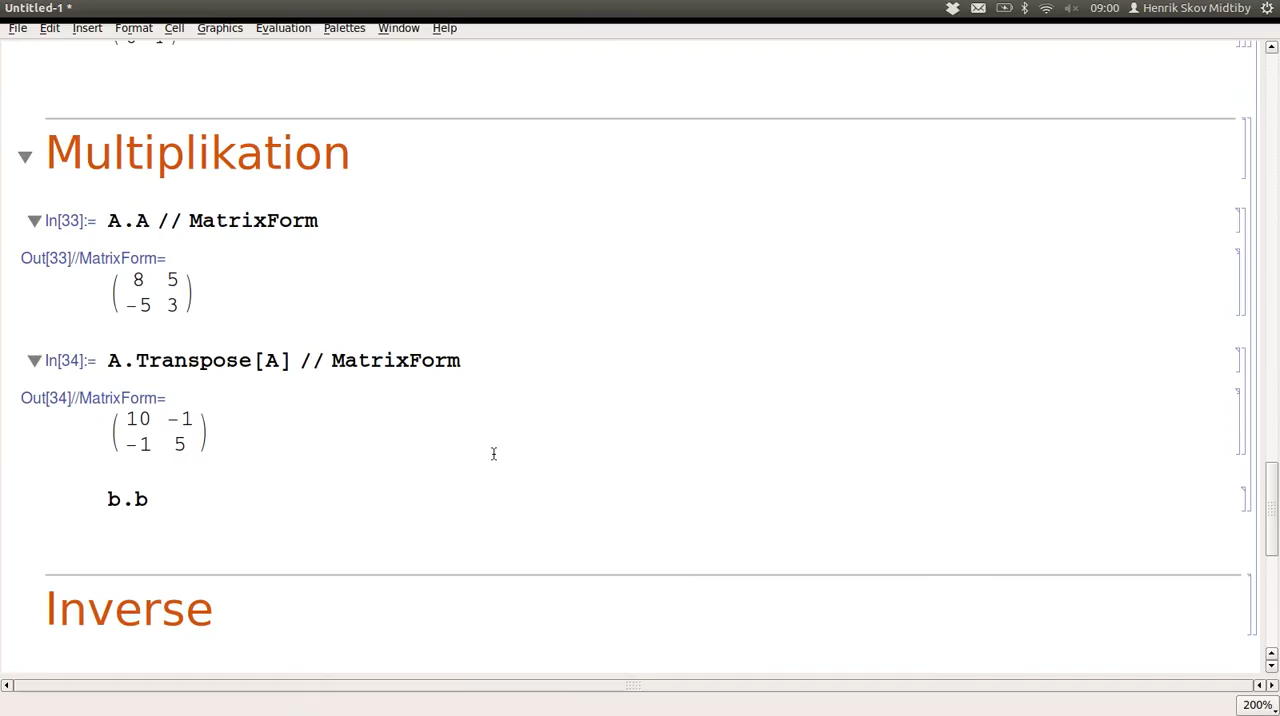 Untitled-1 *
09:00 Henrik Skov Midtiby
File Edit Insert Format Cell Graphics Evaluation Palettes Window Help
Multiplikation
In[33]:= A.A // MatrixForm
Out[33]//MatrixForm=
8 5
-5 3
In[34]:= A.Transpose[A] // MatrixForm
Out[34]//MatrixForm=
10 -1
-1 5
b.b
Inverse
200%